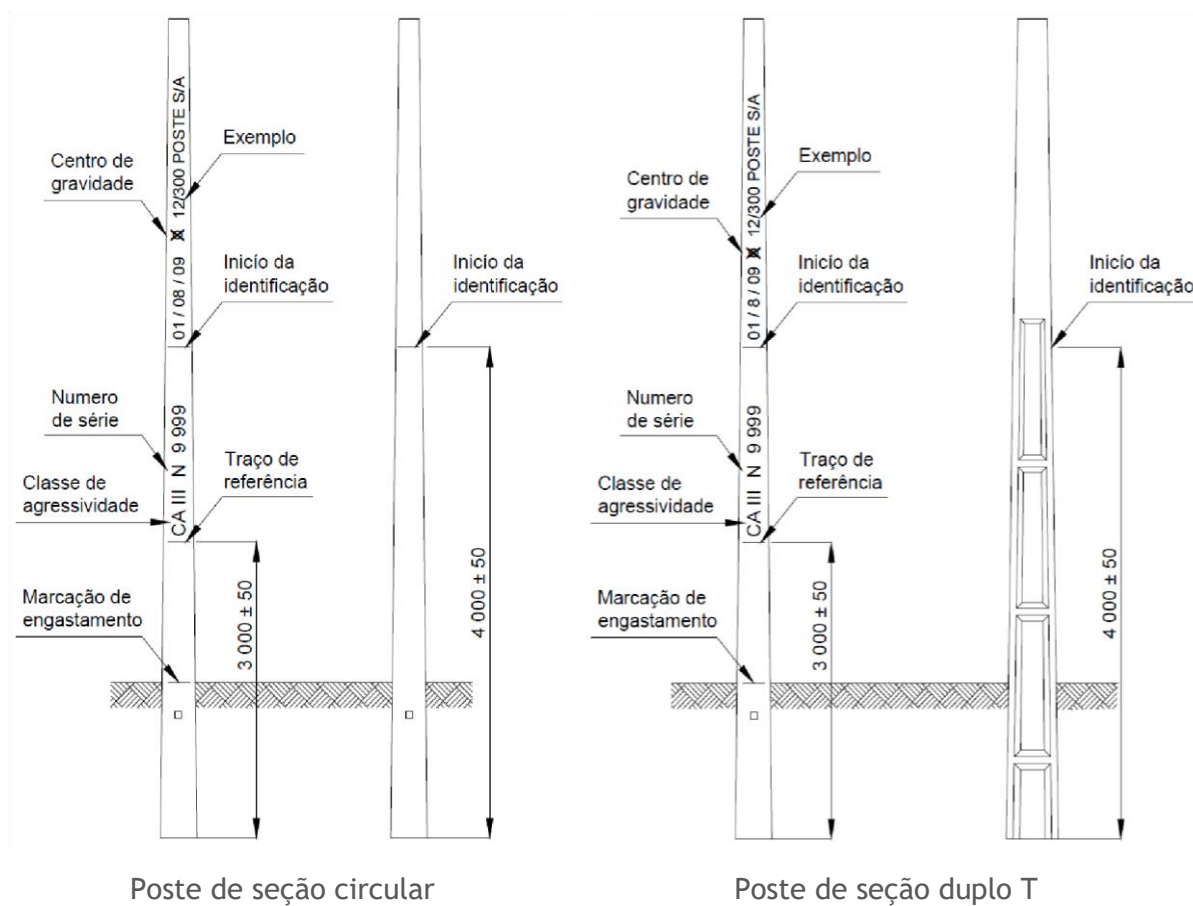 01 / 08 / 09 12/300 POSTE S/A
Exemplo
Centro de
gravidade
Inicío da
identificação
Inicío da
identificação
Numero
de série
CA III N 9 999
Traço de
referência
Classe de
agressividade
Marcação de
engastamento
3 000 ± 50
4 000 ± 50
Poste de seção circular
01 / 8 / 09 12/300 POSTE S/A
Exemplo
Centro de
gravidade
Inicío da
identificação
Inicío da
identificação
Numero
de série
CA III N 9 999
Traço de
referência
Classe de
agressividade
Marcação de
engastamento
3 000 ± 50
4 000 ± 50
Poste de seção duplo T